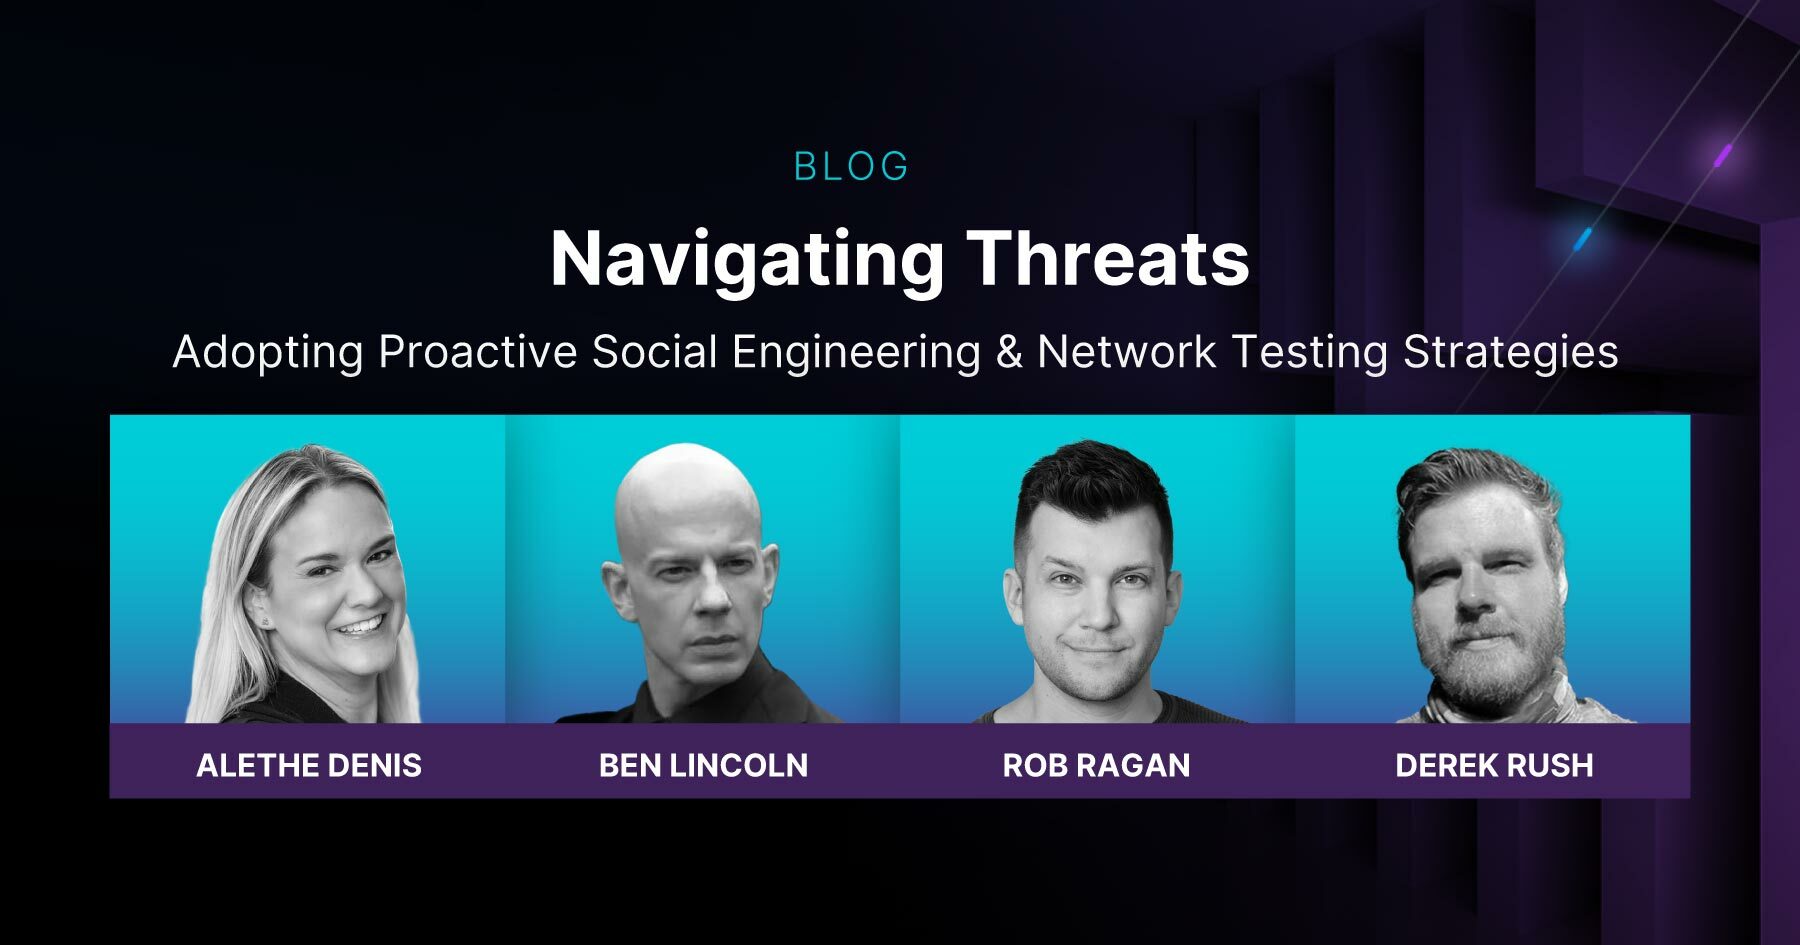 BLOG
Navigating Threats
Adopting Proactive Social Engineering & Network Testing Strategies
ALETHE DENIS
BEN LINCOLN
ROB RAGAN
DEREK RUSH